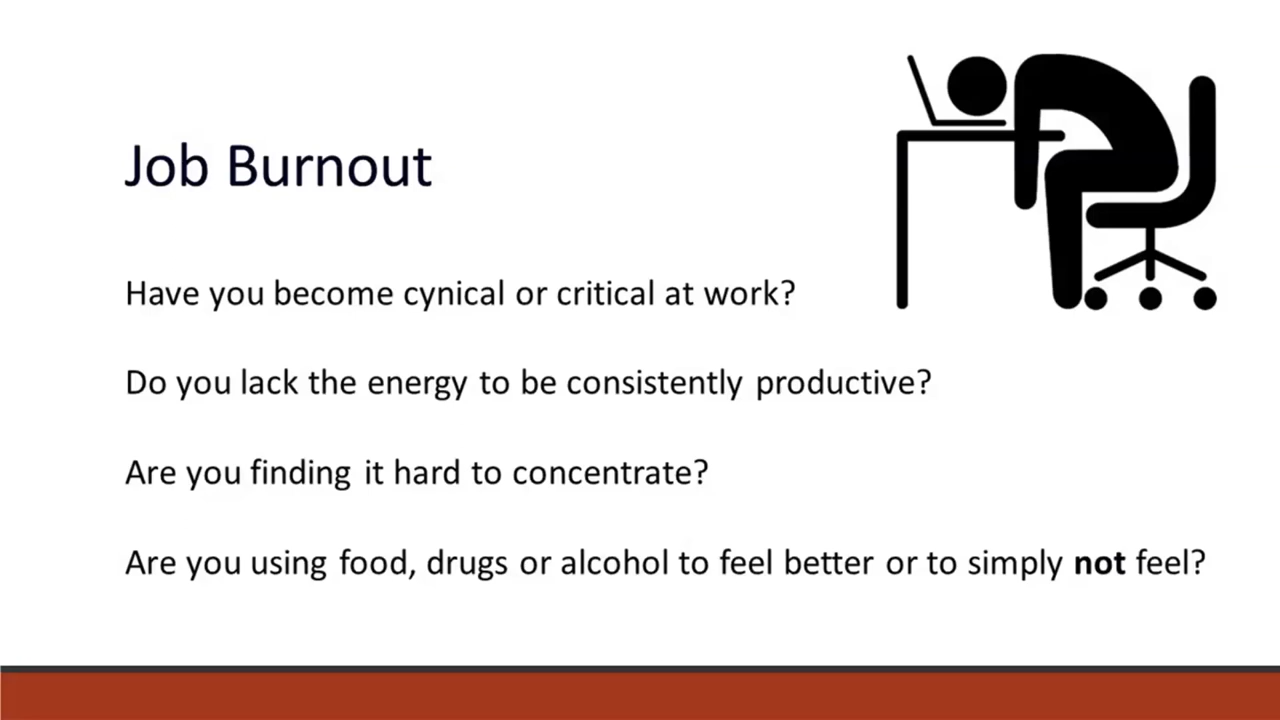 Job Burnout
Have you become cynical or critical at work?
Do you lack the energy to be consistently productive?
Are you finding it hard to concentrate?
Are you using food, drugs or alcohol to feel better or to simply not feel?